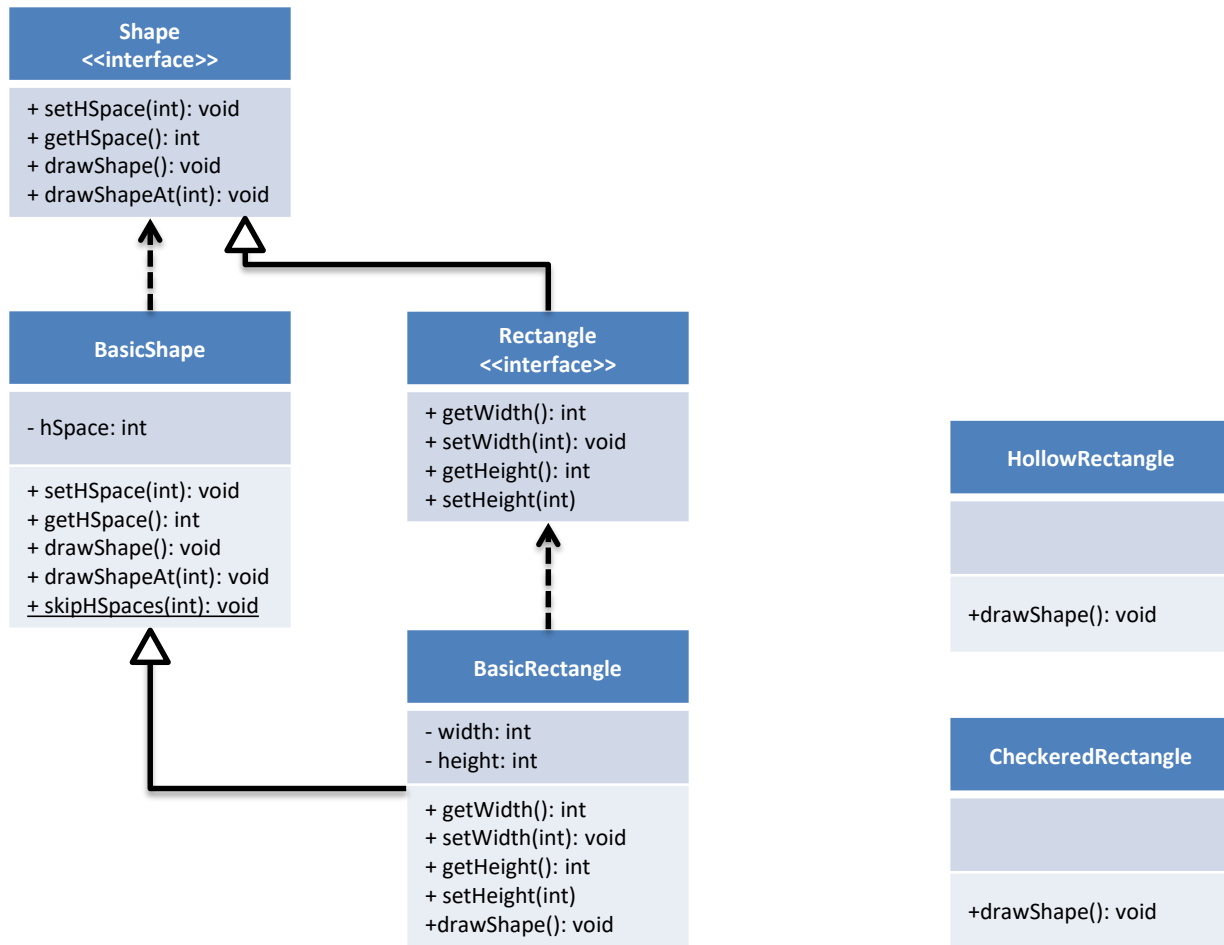 Shape
<<interface>>
+ setHSpace(int): void
+ getHSpace(): int
+ drawShape(): void
+ drawShapeAt(int): void
BasicShape
- hSpace: int
+ setHSpace(int): void
+ getHSpace(): int
+ drawShape(): void
+ drawShapeAt(int): void
+ skipHSpaces(int): void
Rectangle
<<interface>>
+ getWidth(): int
+ setWidth(int): void
+ getHeight(): int
+ setHeight(int)
BasicRectangle
- width: int
- height: int
+ getWidth(): int
+ setWidth(int): void
+ getHeight(): int
+ setHeight(int)
+drawShape(): void
HollowRectangle
+drawShape(): void
CheckeredRectangle
+drawShape(): void